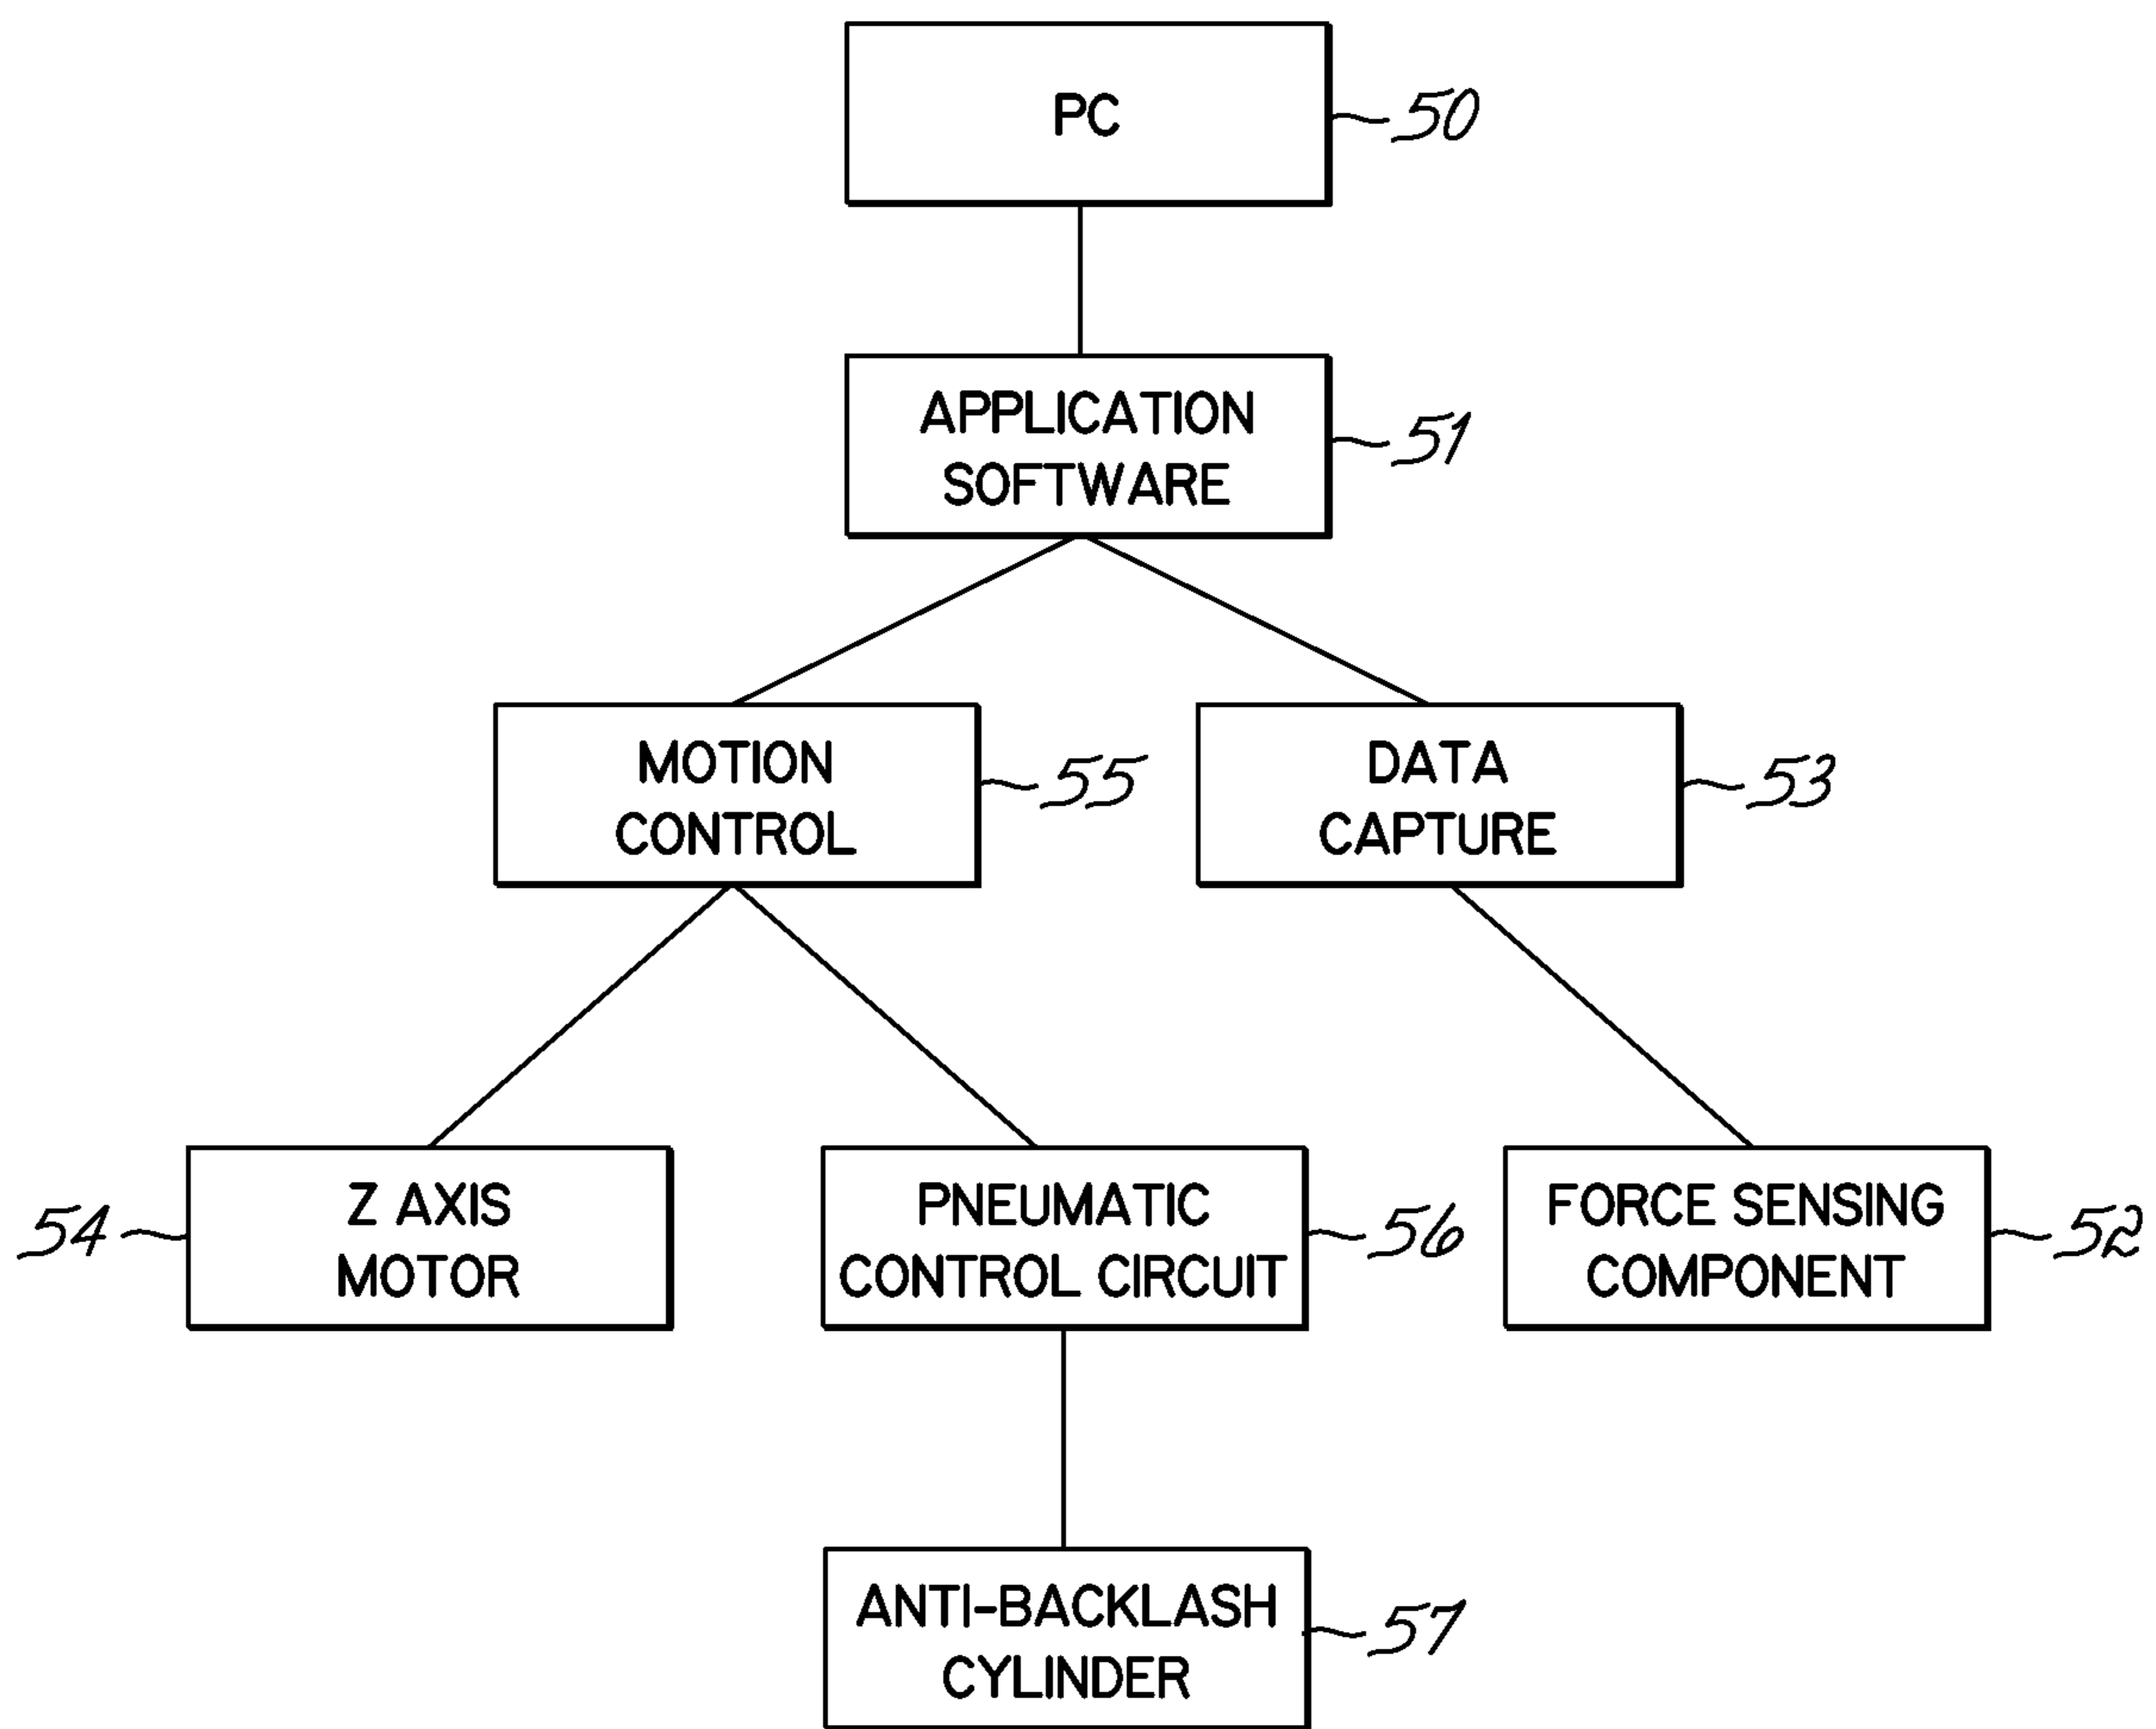 PC
50
APPLICATION
SOFTWARE
51
MOTION
CONTROL
55
DATA
CAPTURE
53
54
Z AXIS
MOTOR
PNEUMATIC
CONTROL CIRCUIT
56
FORCE SENSING
COMPONENT
52
ANTI-BACKLASH
CYLINDER
57